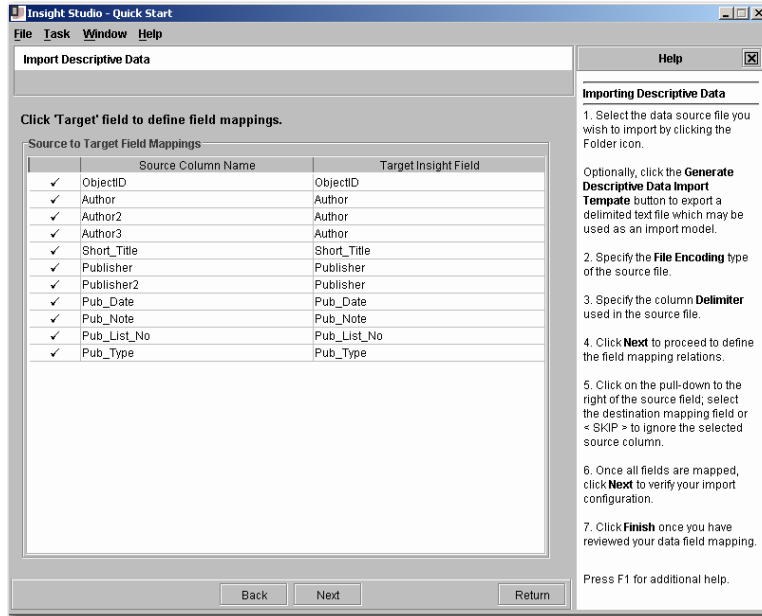 Insight Studio - Quick Start
File Task Window Help
Import Descriptive Data
Click 'Target' field to define field mappings.
Source to Target Field Mappings
Source Column Name Target Insight Field
✓ ObjectID ObjectID
✓ Author Author
✓ Author2 Author
✓ Author3 Author
✓ Short_Title Short_Title
✓ Publisher Publisher
✓ Publisher2 Publisher
✓ Pub_Date Pub_Date
✓ Pub_Note Pub_Note
✓ Pub_List_No Pub_List_No
✓ Pub_Type Pub_Type
Back Next Return
Help
Importing Descriptive Data
1. Select the data source file you
wish to import by clicking the
Folder icon.
Optionally, click the Generate
Descriptive Data Import
Tempate button to export a
delimited text file which may be
used as an import model.
2. Specify the File Encoding type
of the source file.
3. Specify the column Delimiter
used in the source file.
4. Click Next to proceed to define
the field mapping relations.
5. Click on the pull-down to the
right of the source field; select
the destination mapping field or
< SKIP > to ignore the selected
source column.
6. Once all fields are mapped,
click Next to verify your import
configuration.
7. Click Finish once you have
reviewed your data field mapping.
Press F1 for additional help.